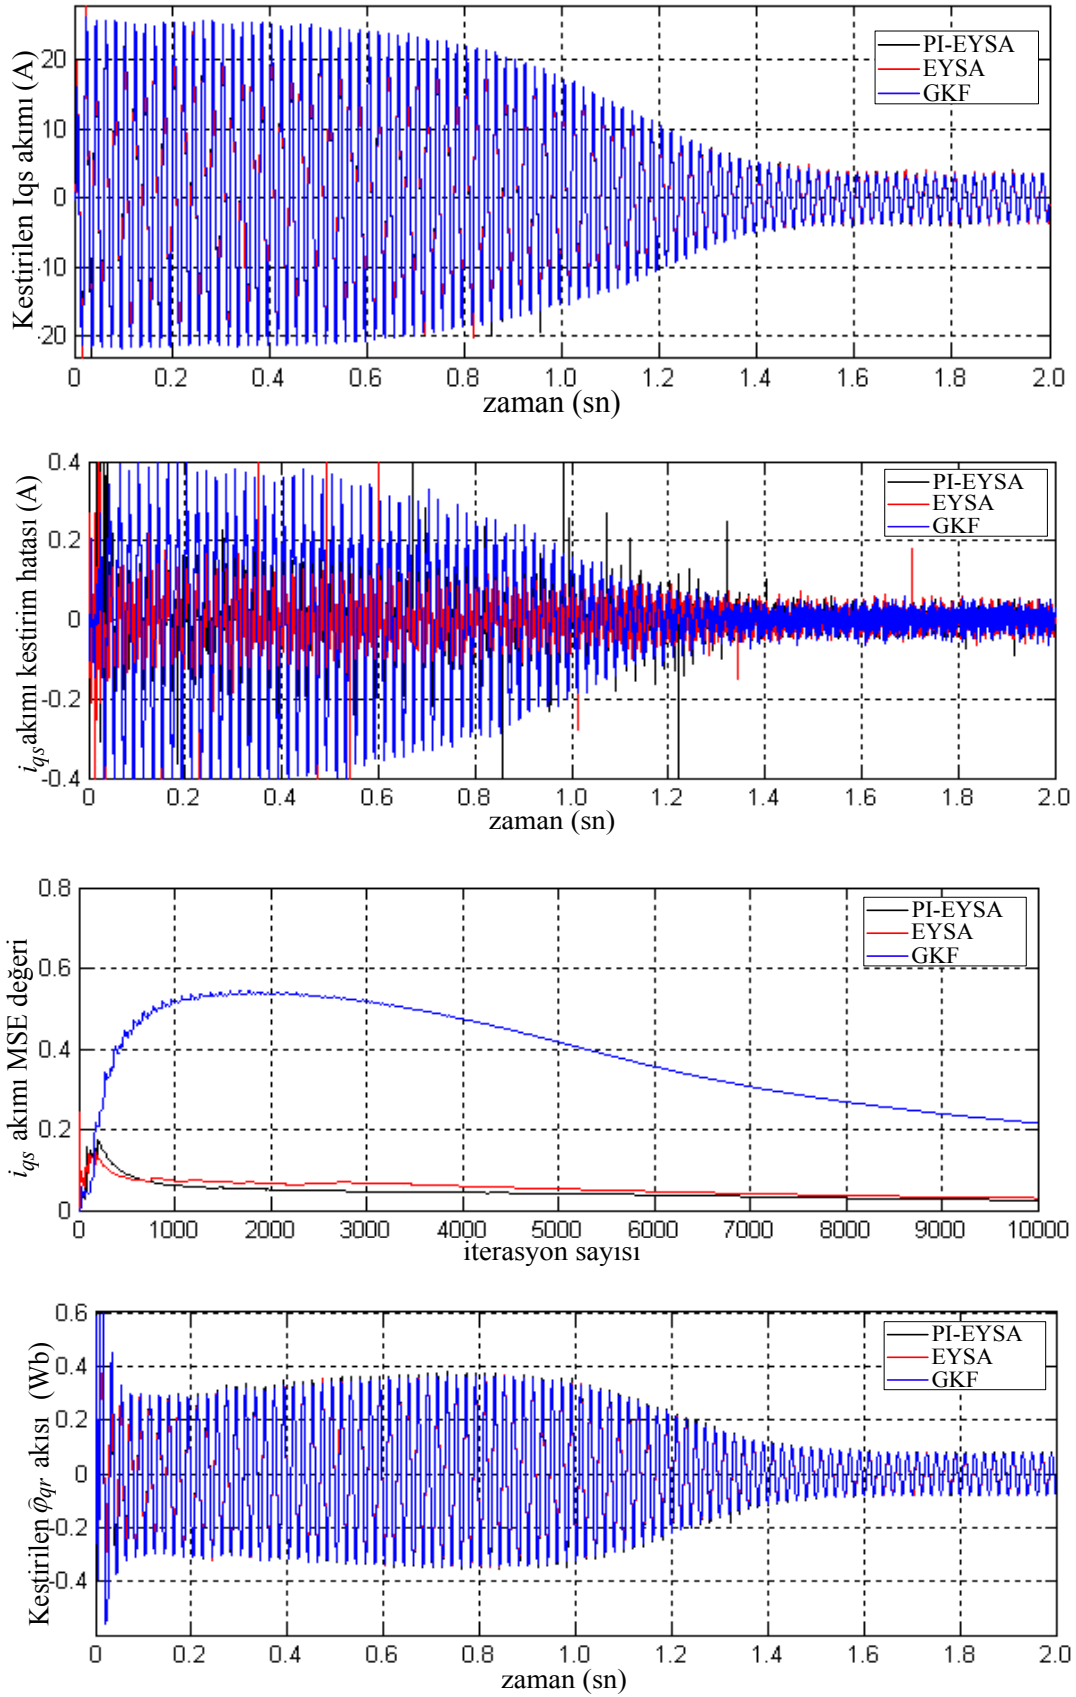 Kestirilen Iqs akımı (A)
20
10
0
-10
-20
PI-EYSA
EYSA
GKF
0 0.2 0.4 0.6 0.8 1.0 1.2 1.4 1.6 1.8 2.0
zaman (sn)
iqs akımı kestirim hatası (A)
0.4
0.2
0
-0.2
-0.4
PI-EYSA
EYSA
GKF
0 0.2 0.4 0.6 0.8 1.0 1.2 1.4 1.6 1.8 2.0
zaman (sn)
iqs akımı MSE değeri
0.8
0.6
0.4
0.2
0
PI-EYSA
EYSA
GKF
0 1000 2000 3000 4000 5000 6000 7000 8000 9000 10000
iterasyon sayısı
Kestirilen φ̂qr akısı (Wb)
0.6
0.4
0.2
0
-0.2
-0.4
PI-EYSA
EYSA
GKF
0 0.2 0.4 0.6 0.8 1.0 1.2 1.4 1.6 1.8 2.0
zaman (sn)